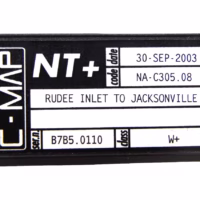 C-MAP
NT+
date 30-SEP-2003
code NA-C305.08
RUDEE INLET TO JACKSONVILLE
ser.n. B7B5.0110 class W+